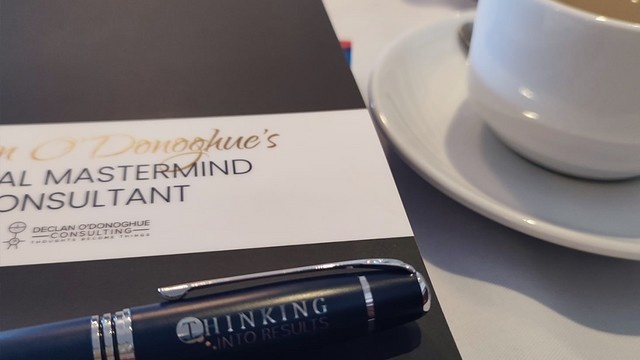 n O'Donoghue's
AL MASTERMIND
ONSULTANT
DECLAN O'DONOGHUE
CONSULTING
THOUGHTS BECOME THINGS
THINKING
INTO RESULTS